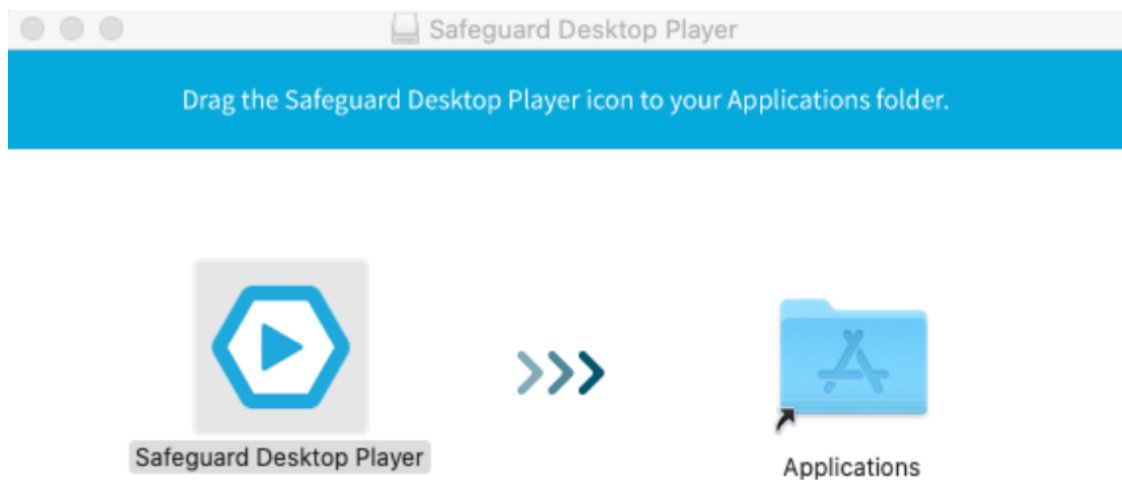 Safeguard Desktop Player
Drag the Safeguard Desktop Player icon to your Applications folder.
Safeguard Desktop Player
Applications